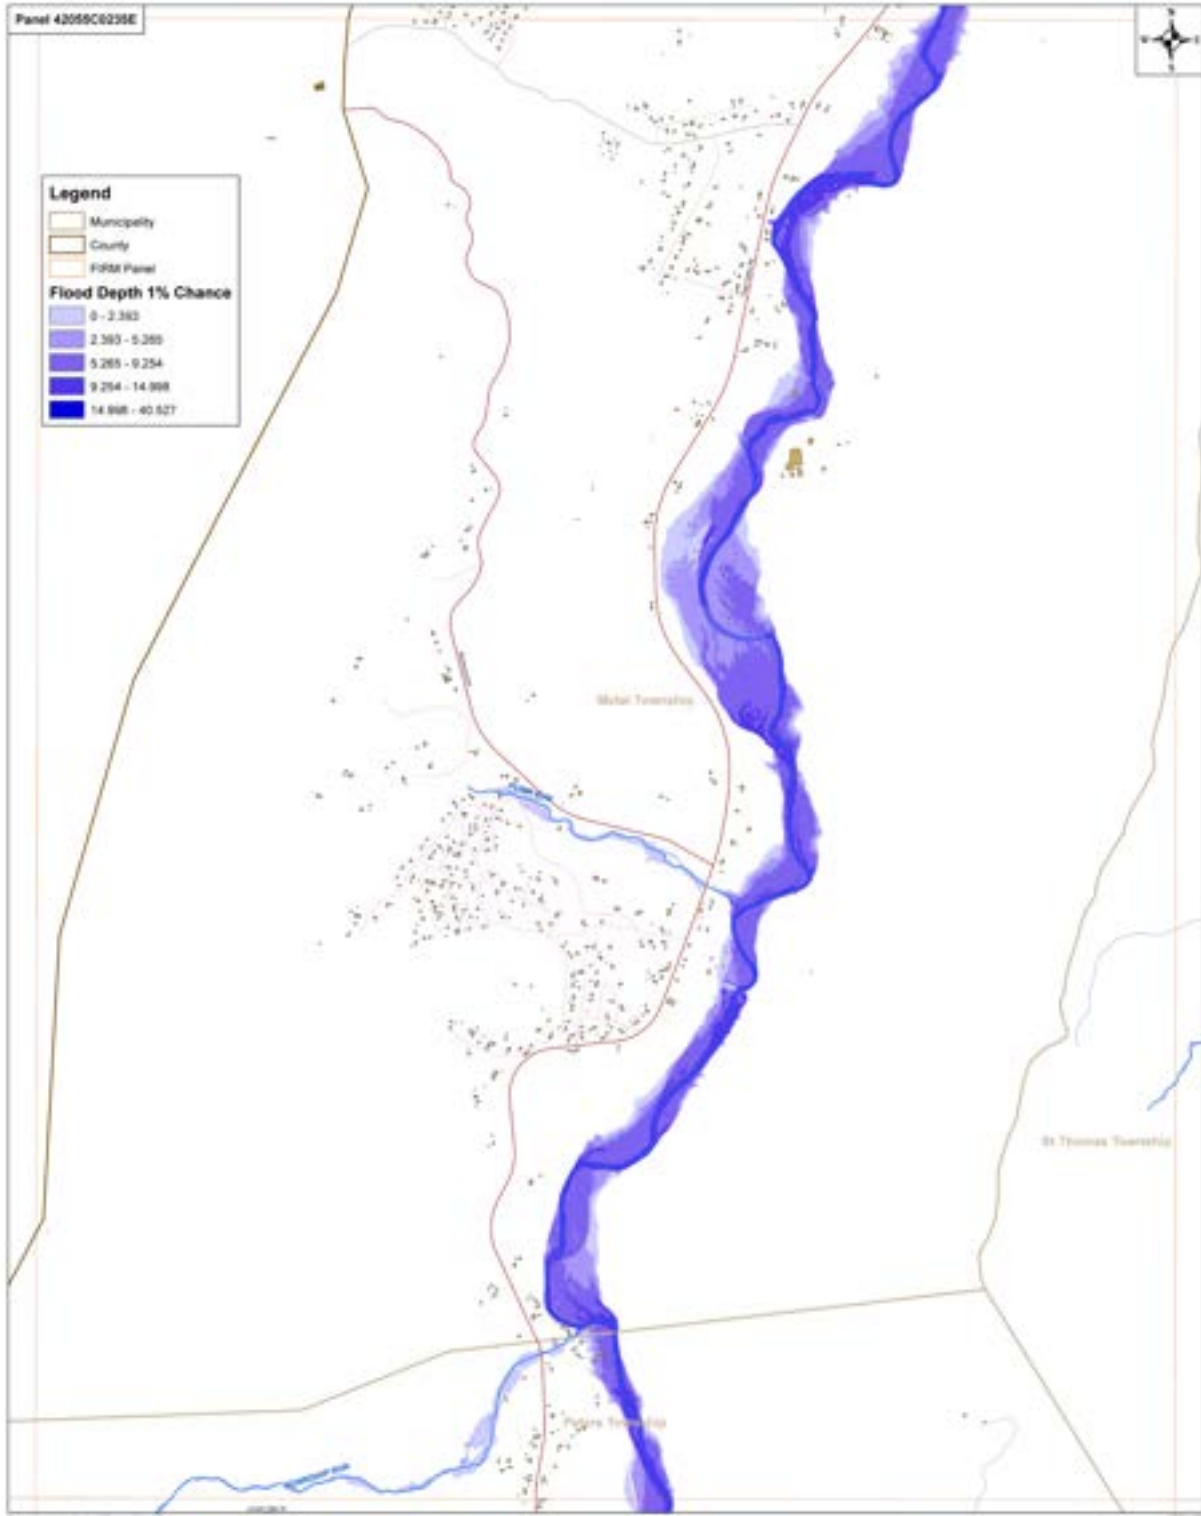 Panel 42055C0235E
N
W
E
S
Legend
Municipality
County
FIRM Panel
Flood Depth 1% Chance
0 - 2.393
2.393 - 5.265
5.265 - 9.254
9.254 - 14.998
14.998 - 40.527
Metal Township
St Thomas Township
Peters Township